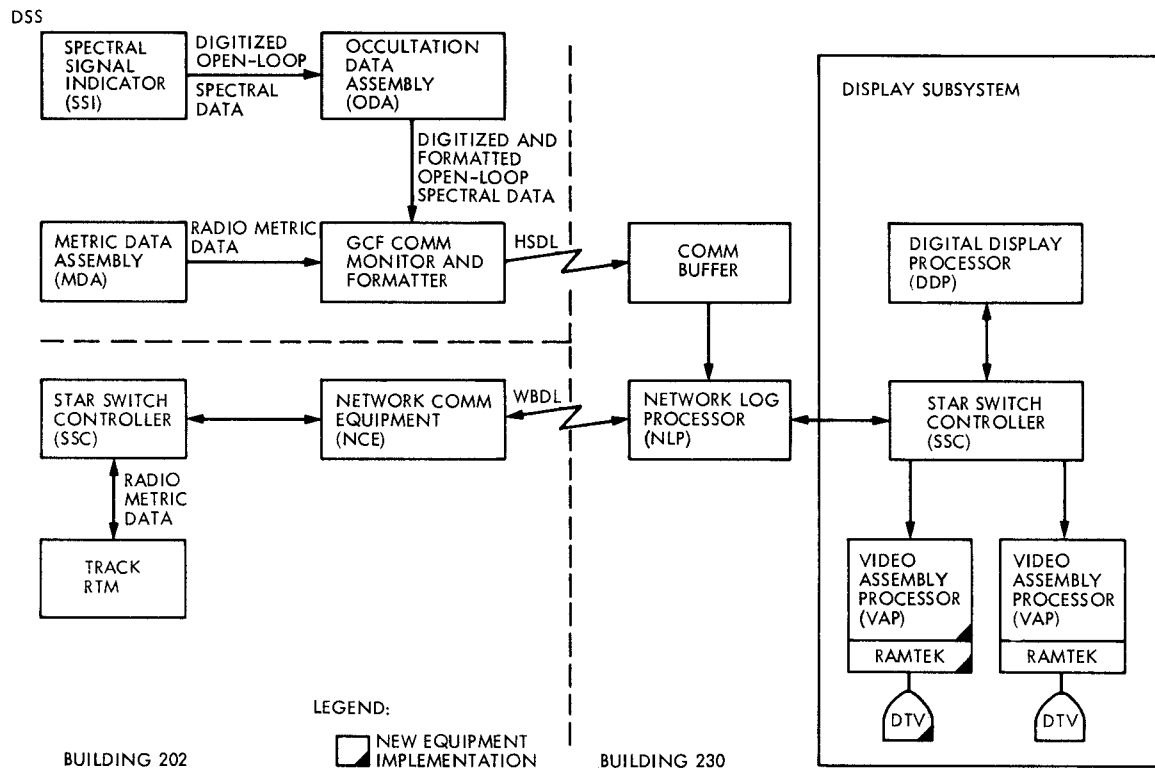 DSS
SPECTRAL
SIGNAL
INDICATOR
(SSI)
DIGITIZED
OPEN-LOOP
SPECTRAL
DATA
OCCULTATION
DATA
ASSEMBLY
(ODA)
DIGITIZED AND
FORMATTED
OPEN-LOOP
SPECTRAL DATA
METRIC DATA
ASSEMBLY
(MDA)
RADIO METRIC
DATA
GCF COMM
MONITOR AND
FORMATTER
HSDL
COMM
BUFFER
STAR SWITCH
CONTROLLER
(SSC)
NETWORK COMM
EQUIPMENT
(NCE)
WBDL
NETWORK LOG
PROCESSOR
(NLP)
RADIO
METRIC
DATA
TRACK
RTM
DISPLAY SUBSYSTEM
DIGITAL DISPLAY
PROCESSOR
(DDP)
STAR SWITCH
CONTROLLER
(SSC)
VIDEO
ASSEMBLY
PROCESSOR
(VAP)
RAMTEK
DTV
VIDEO
ASSEMBLY
PROCESSOR
(VAP)
RAMTEK
DTV
LEGEND:
NEW EQUIPMENT
IMPLEMENTATION
BUILDING 202
BUILDING 230